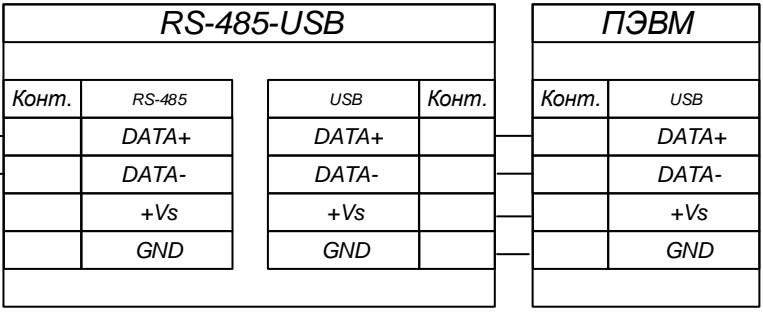 RS-485-USB ПЭВМ
Конт. RS-485 USB Конт. Конт. USB
DATA+ DATA+ DATA+
DATA- DATA- DATA-
+Vs +Vs +Vs
GND GND GND